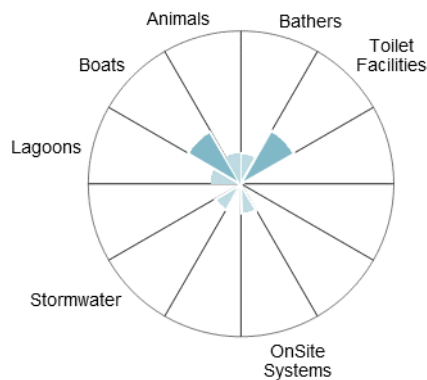 Animals
Bathers
Toilet
Facilities
Boats
Lagoons
Stormwater
OnSite
Systems